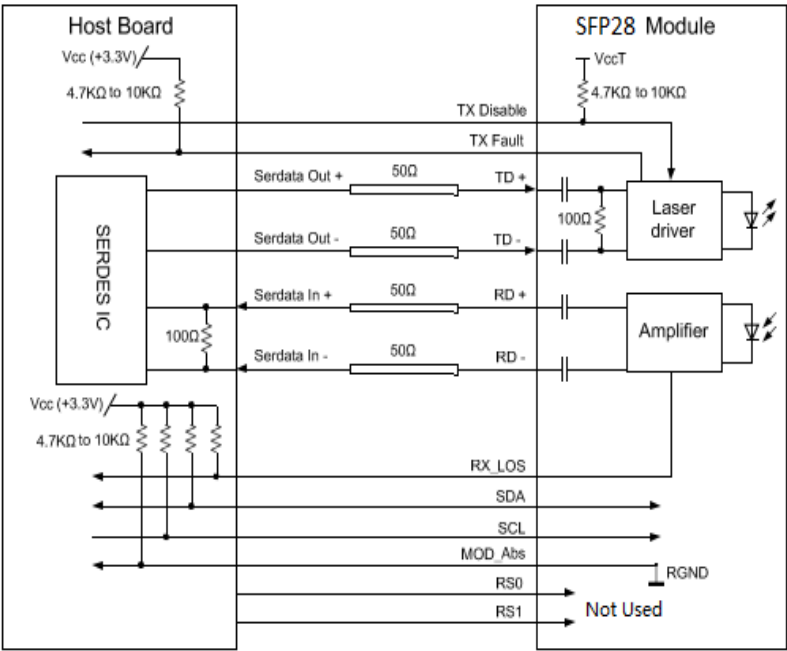 Host Board
SFP28 Module
Vcc (+3.3V)
VccT
4.7KΩ to 10KΩ
4.7KΩ to 10KΩ
TX Disable
TX Fault
Serdata Out +
50Ω
TD +
Serdata Out -
50Ω
TD -
100Ω
Laser
driver
SERDES IC
Serdata In +
50Ω
RD +
100Ω
Serdata In -
50Ω
RD -
Amplifier
Vcc (+3.3V)
4.7KΩ to 10KΩ
RX_LOS
SDA
SCL
MOD_Abs
RGND
RS0
RS1
Not Used